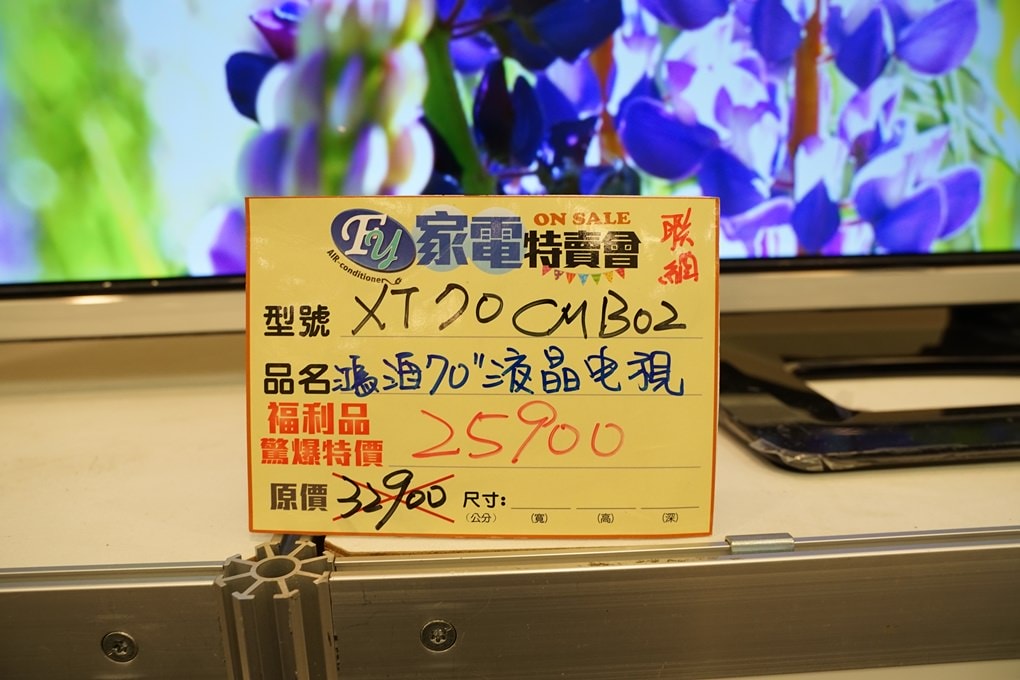 FY
AIR-conditioner
家電
ON SALE
特賣會
聯網
型號 XT70CMB02
品名 鴻海70"液晶电視
福利品
驚爆特價 25900
原價 32900 尺寸:
(公分) (寬) (高) (深)